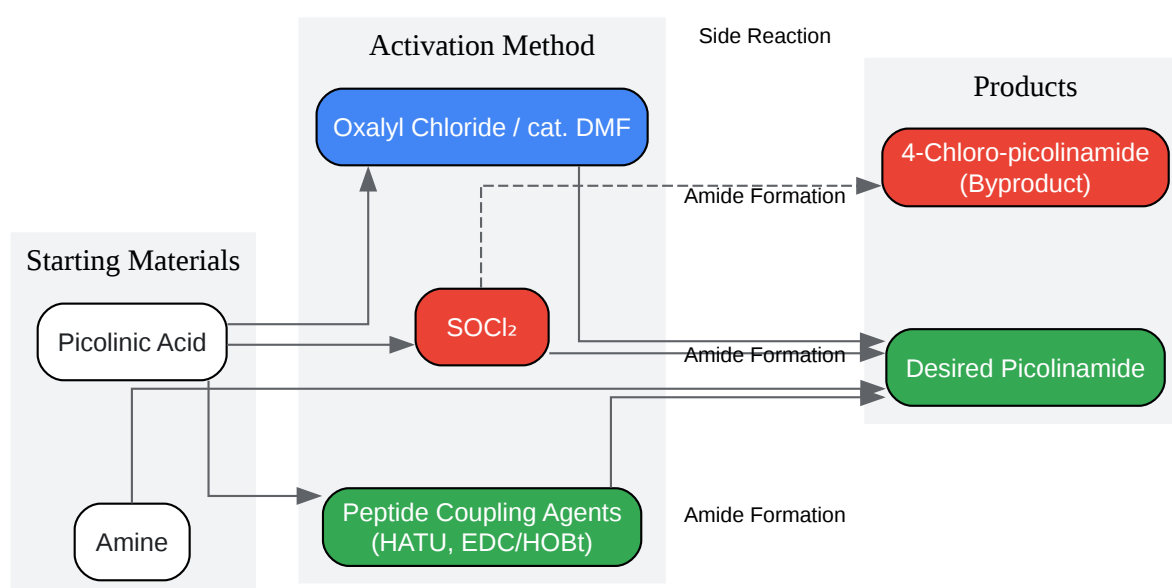 Starting Materials
Picolinic Acid
Amine
Activation Method
Oxalyl Chloride / cat. DMF
SOCl₂
Peptide Coupling Agents
(HATU, EDC/HOBt)
Side Reaction
Amide Formation
Amide Formation
Amide Formation
Products
4-Chloro-picolinamide
(Byproduct)
Desired Picolinamide